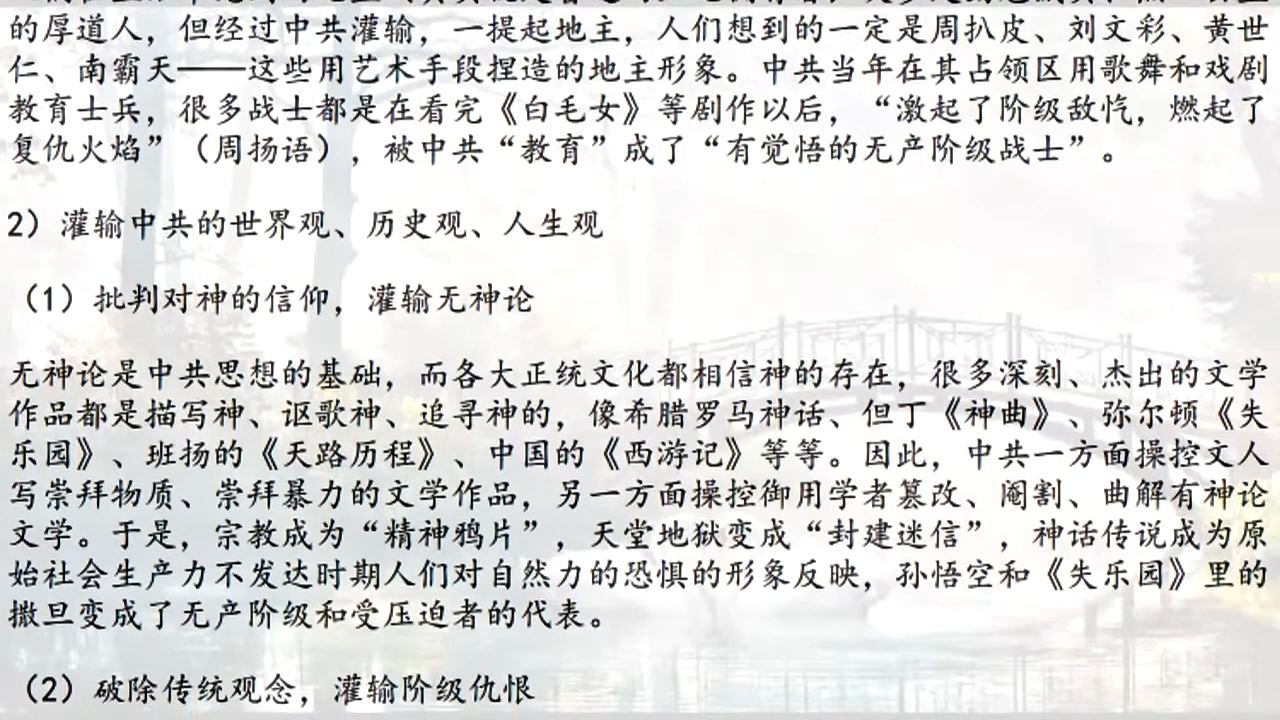 的厚道人，但经过中共灌输，一提起地主，人们想到的一定是周扒皮、刘文彩、黄世
仁、南霸天——这些用艺术手段捏造的地主形象。中共当年在其占领区用歌舞和戏剧
教育士兵，很多战士都是在看完《白毛女》等剧作以后，“激起了阶级敌忾，燃起了
复仇火焰”（周扬语），被中共“教育”成了“有觉悟的无产阶级战士”。
2）灌输中共的世界观、历史观、人生观
（1）批判对神的信仰，灌输无神论
无神论是中共思想的基础，而各大正统文化都相信神的存在，很多深刻、杰出的文学
作品都是描写神、讴歌神、追寻神的，像希腊罗马神话、但丁《神曲》、弥尔顿《失
乐园》、班扬的《天路历程》、中国的《西游记》等等。因此，中共一方面操控文人
写崇拜物质、崇拜暴力的文学作品，另一方面操控御用学者篡改、阉割、曲解有神论
文学。于是，宗教成为“精神鸦片”，天堂地狱变成“封建迷信”，神话传说成为原
始社会生产力不发达时期人们对自然力的恐惧的形象反映，孙悟空和《失乐园》里的
撒旦变成了无产阶级和受压迫者的代表。
（2）破除传统观念，灌输阶级仇恨